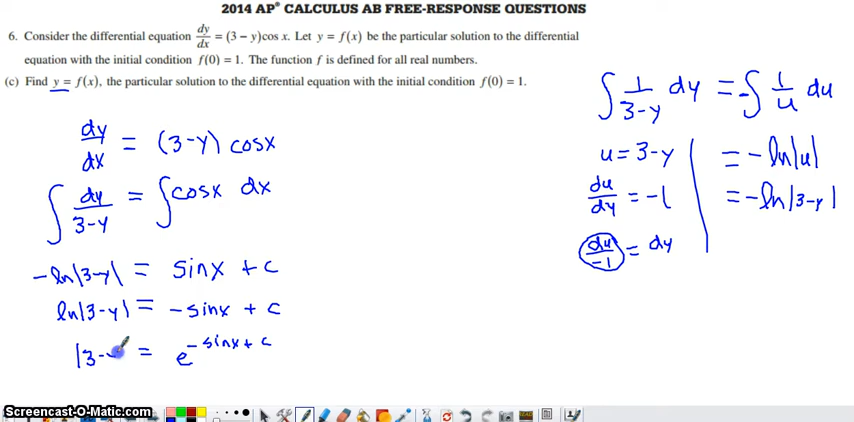 2014 AP® CALCULUS AB FREE-RESPONSE QUESTIONS
6. Consider the differential equation dy/dx = (3 − y)cos x. Let y = f(x) be the particular solution to the differential
equation with the initial condition f(0) = 1. The function f is defined for all real numbers.
(c) Find y = f(x), the particular solution to the differential equation with the initial condition f(0) = 1.
dy/dx = (3-y) cosx
∫ dy/3-y = ∫ cosx dx
-ln|3-y| = sinx + c
ln|3-y| = -sinx + c
|3- = e^-sinx+c
∫ 1/3-y dy = -∫ 1/u du
u = 3-y
du/dy = -1
du/-1 = dy
= -ln|u|
= -ln|3-y|
Screencast-O-Matic.com